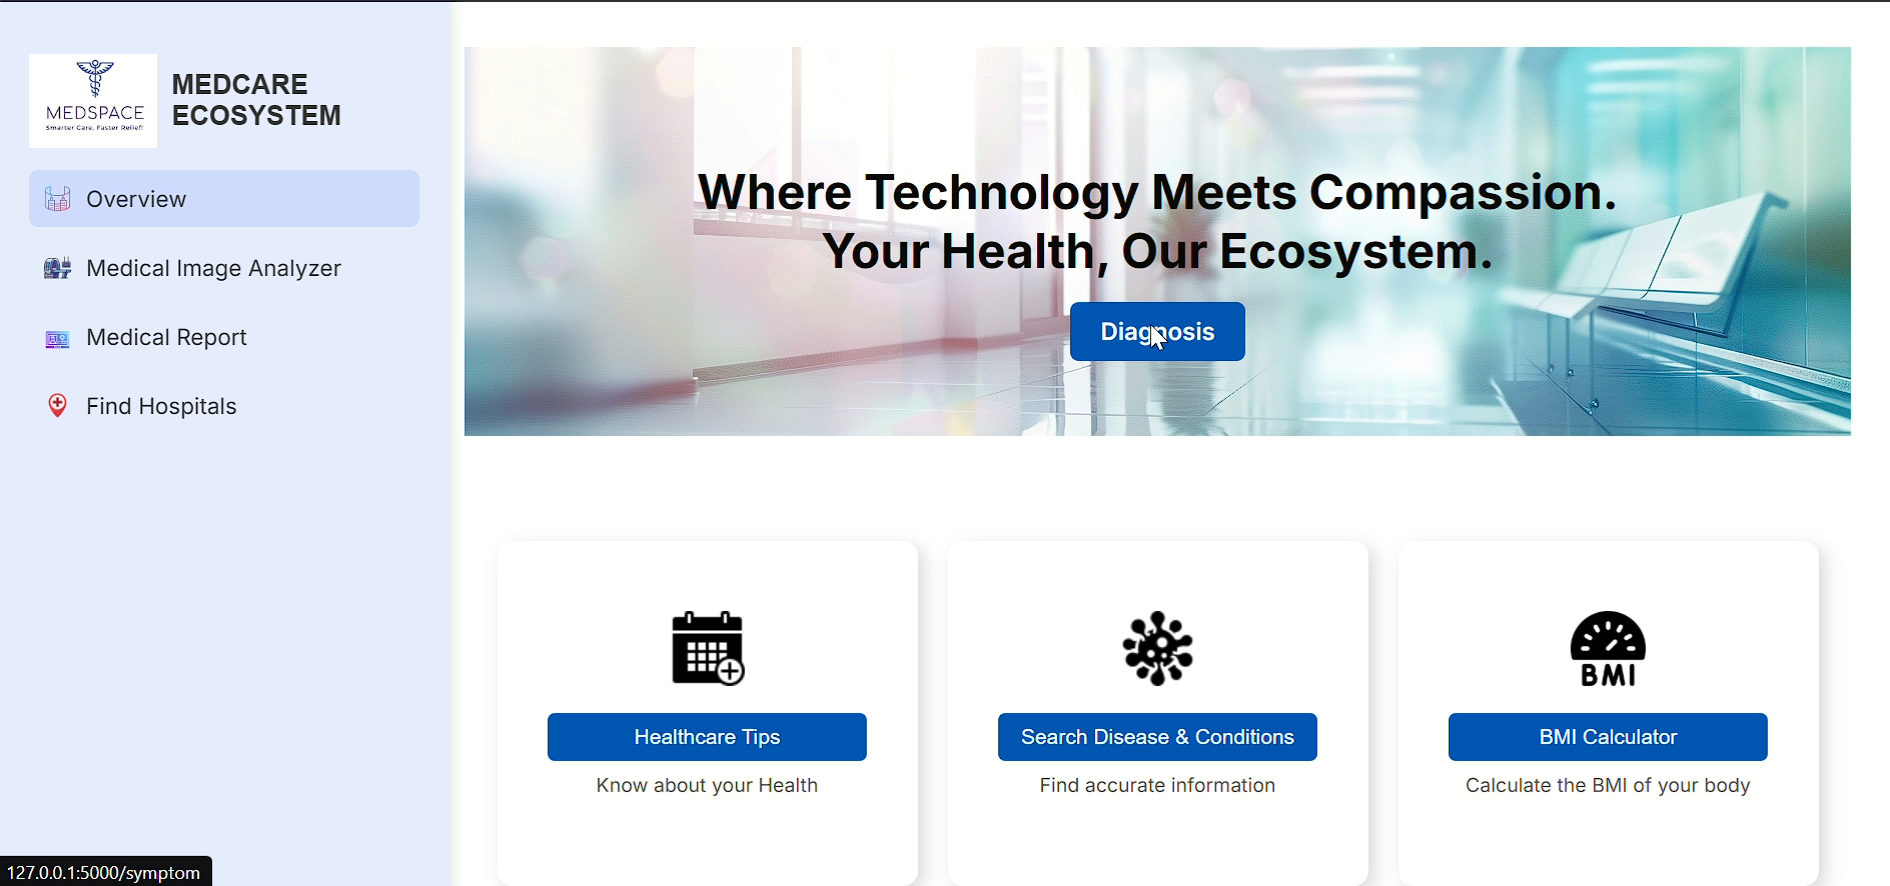 MEDSPACE
Smarter Care, Faster Relief!
MEDCARE
ECOSYSTEM
Overview
Medical Image Analyzer
Medical Report
Find Hospitals
Where Technology Meets Compassion.
Your Health, Our Ecosystem.
Diagnosis
Healthcare Tips
Know about your Health
Search Disease & Conditions
Find accurate information
BMI
BMI Calculator
Calculate the BMI of your body
127.0.0.1:5000/symptom